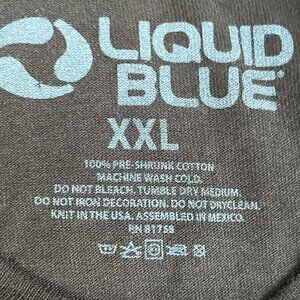 LIQUID
BLUE®
XXL
100% PRE-SHRUNK COTTON
MACHINE WASH COLD.
DO NOT BLEACH. TUMBLE DRY MEDIUM.
DO NOT IRON DECORATION. DO NOT DRYCLEAN.
KNIT IN THE USA. ASSEMBLED IN MEXICO.
RN 81758